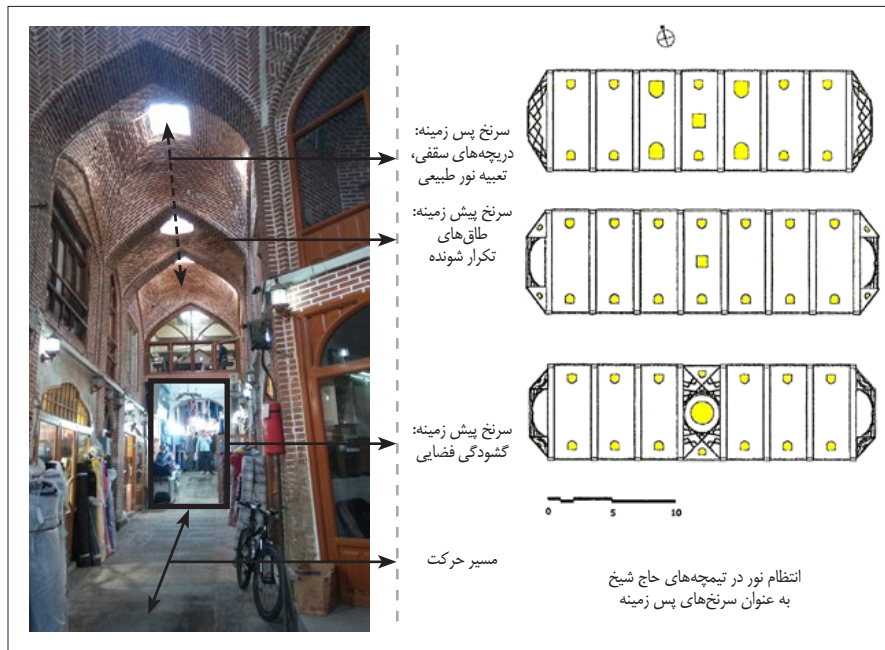 سرنخ پس زمینه:
دریچه‌های سقفی،
تعبیه نور طبیعی
سرنخ پیش زمینه:
طاق‌های
تکرار شونده
سرنخ پیش زمینه:
گشودگی فضایی
مسیر حرکت
0 5 10
انتظام نور در تیمچه‌های حاج شیخ
به عنوان سرنخ‌های پس زمینه